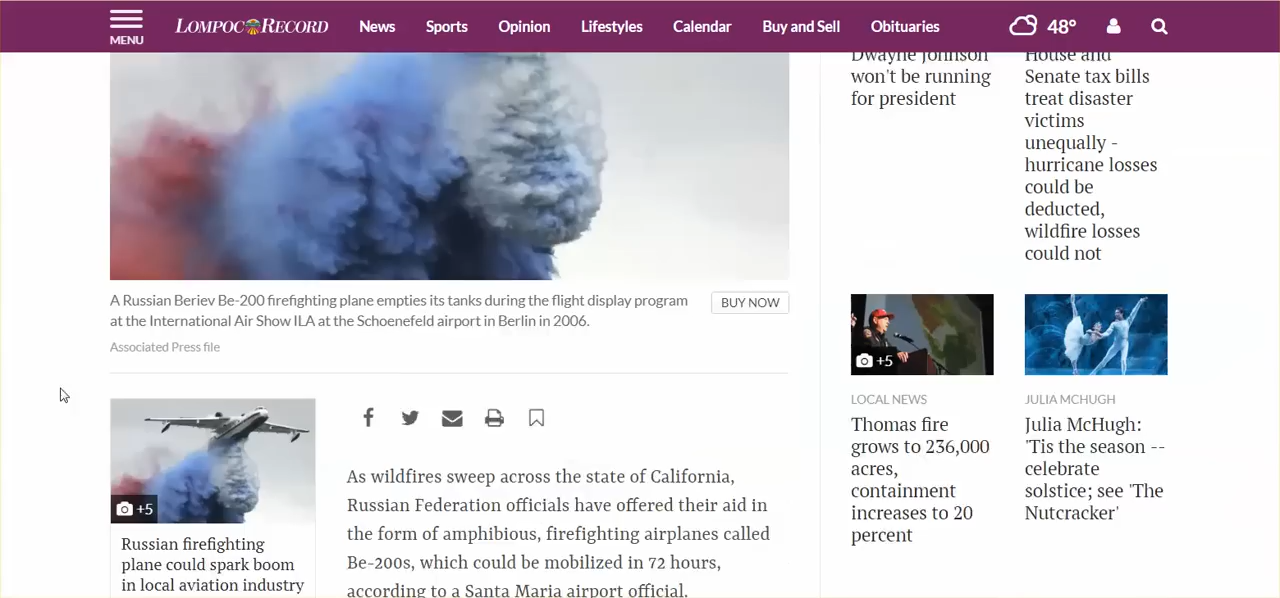 MENU
LOMPOC RECORD
News
Sports
Opinion
Lifestyles
Calendar
Buy and Sell
Obituaries
48°
A Russian Beriev Be-200 firefighting plane empties its tanks during the flight display program
at the International Air Show ILA at the Schoenefeld airport in Berlin in 2006.
BUY NOW
Associated Press file
+5
Russian firefighting
plane could spark boom
in local aviation industry
As wildfires sweep across the state of California,
Russian Federation officials have offered their aid in
the form of amphibious, firefighting airplanes called
Be-200s, which could be mobilized in 72 hours,
according to a Santa Maria airport official.
Dwayne Johnson
won't be running
for president
House and
Senate tax bills
treat disaster
victims
unequally -
hurricane losses
could be
deducted,
wildfire losses
could not
+5
LOCAL NEWS
Thomas fire
grows to 236,000
acres,
containment
increases to 20
percent
JULIA MCHUGH
Julia McHugh:
'Tis the season --
celebrate
solstice; see 'The
Nutcracker'